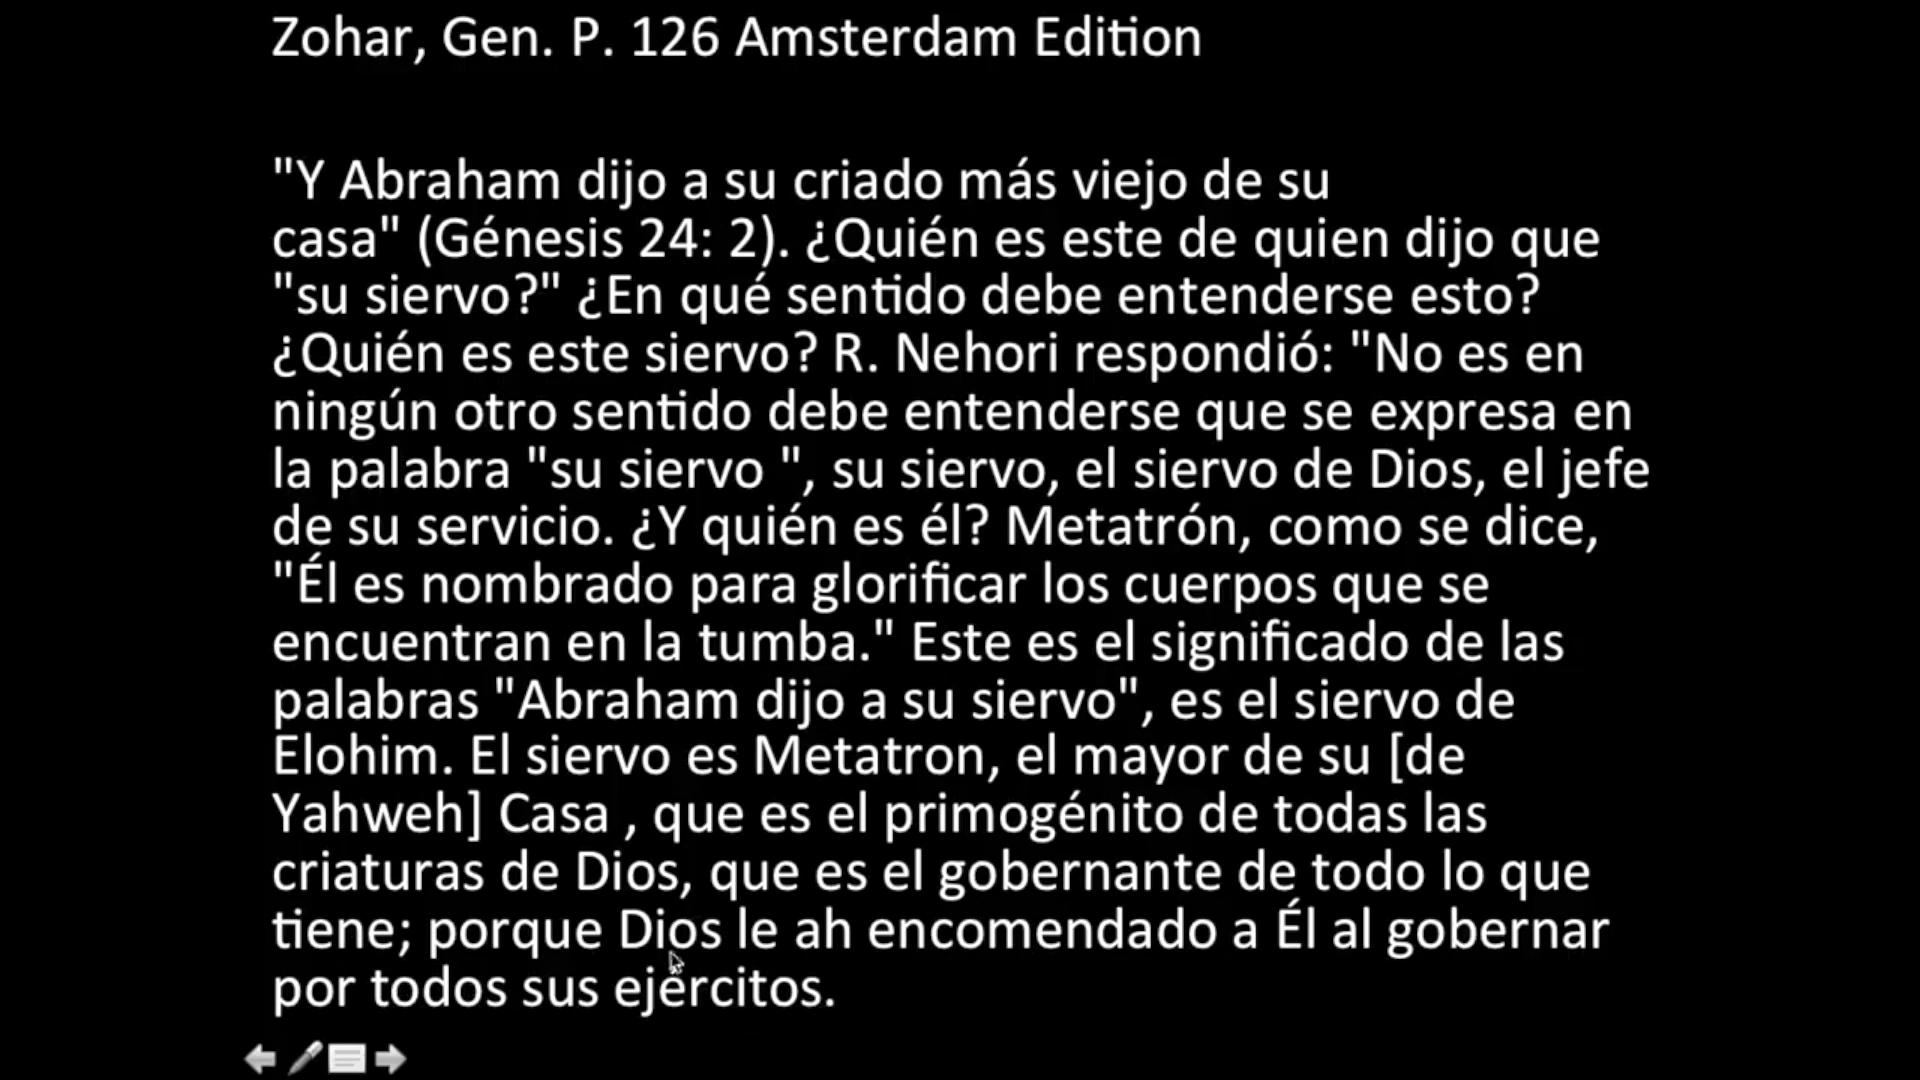 Zohar, Gen. P. 126 Amsterdam Edition
"Y Abraham dijo a su criado más viejo de su
casa" (Génesis 24: 2). ¿Quién es este de quien dijo que
"su siervo?" ¿En qué sentido debe entenderse esto?
¿Quién es este siervo? R. Nehori respondió: "No es en
ningún otro sentido debe entenderse que se expresa en
la palabra "su siervo ", su siervo, el siervo de Dios, el jefe
de su servicio. ¿Y quién es él? Metatrón, como se dice,
"Él es nombrado para glorificar los cuerpos que se
encuentran en la tumba." Este es el significado de las
palabras "Abraham dijo a su siervo", es el siervo de
Elohim. El siervo es Metatron, el mayor de su [de
Yahweh] Casa , que es el primogénito de todas las
criaturas de Dios, que es el gobernante de todo lo que
tiene; porque Dios le ah encomendado a Él al gobernar
por todos sus ejércitos.